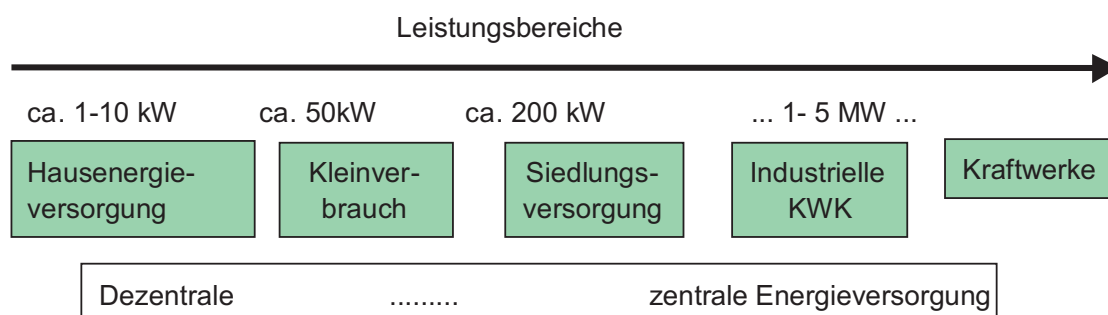 Leistungsbereiche
ca. 1-10 kW ca. 50kW ca. 200 kW ... 1- 5 MW ...
Hausenergie-
versorgung
Kleinver-
brauch
Siedlungs-
versorgung
Industrielle
KWK
Kraftwerke
Dezentrale ......... zentrale Energieversorgung